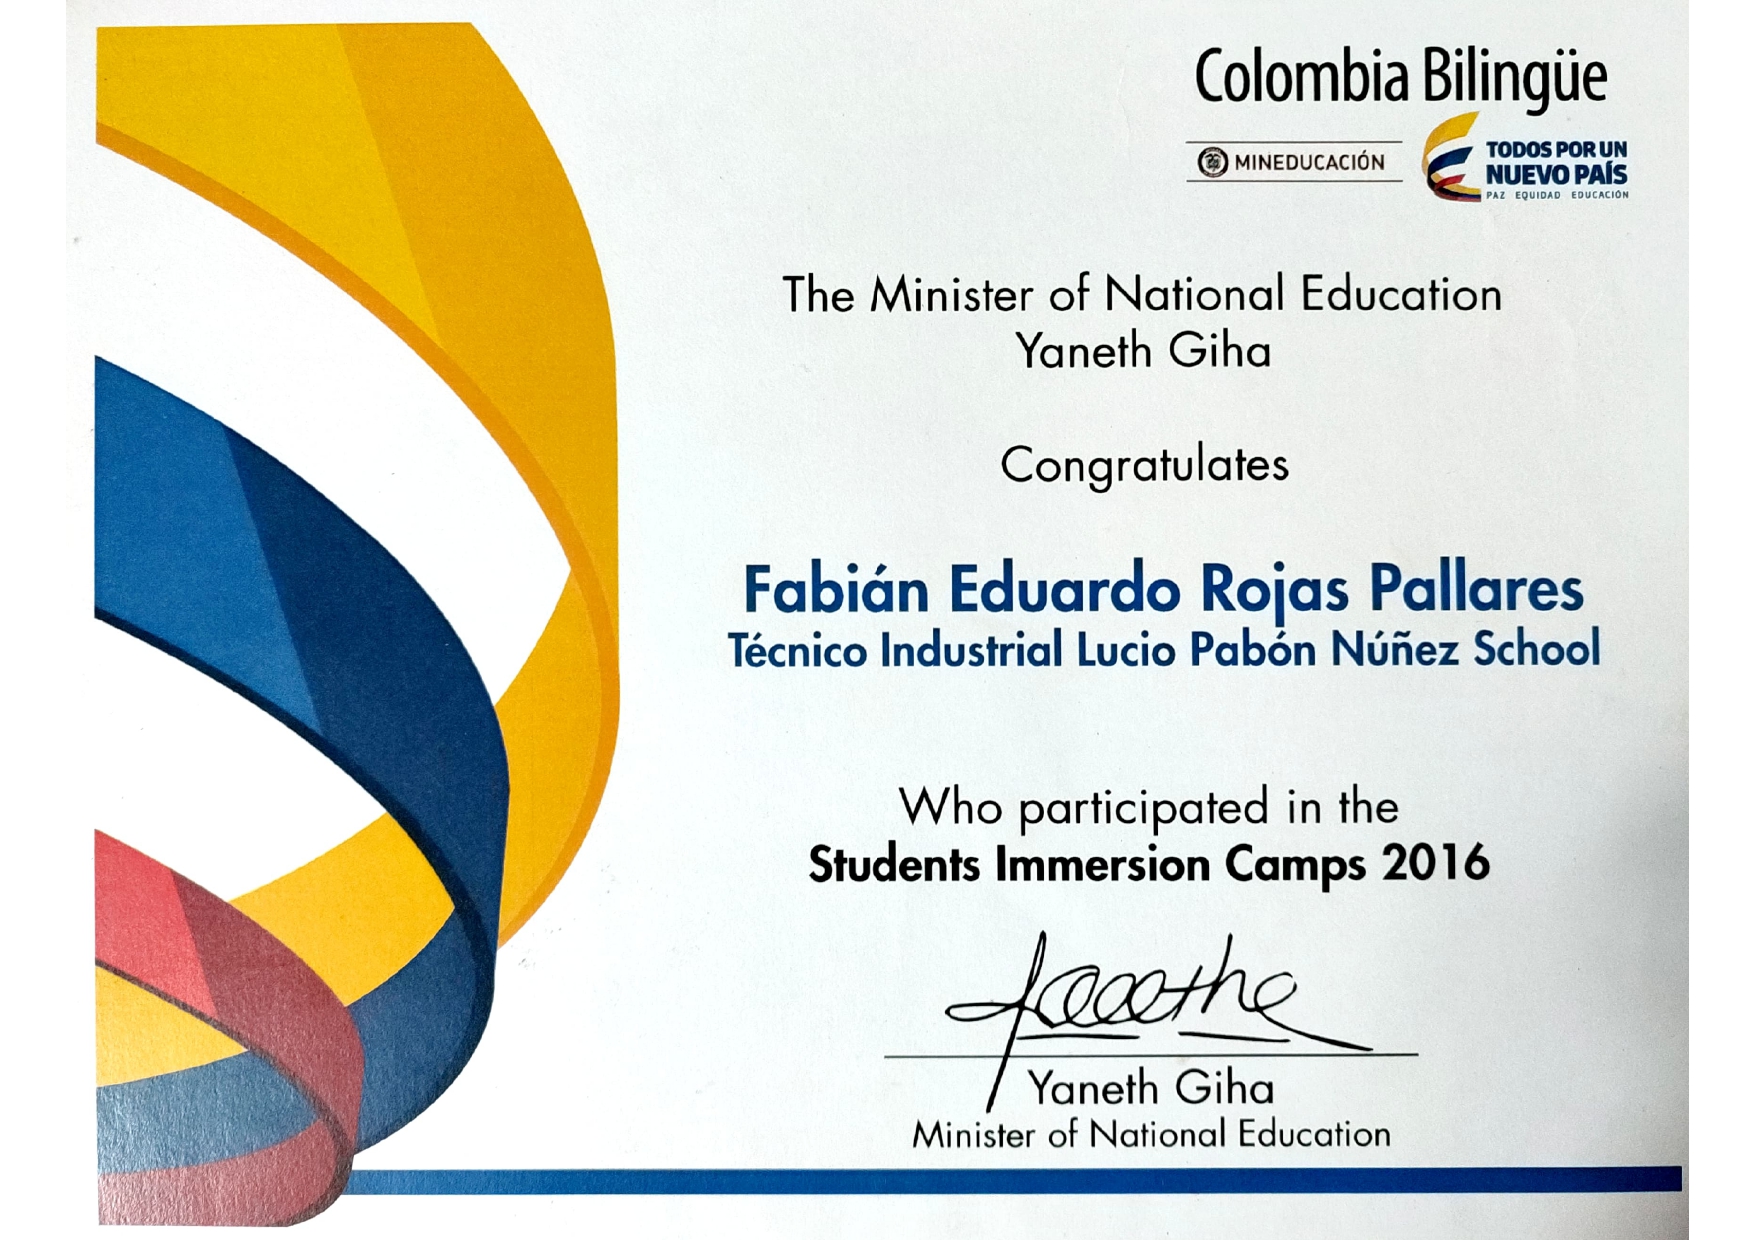 Colombia Bilingüe
MINEDUCACIÓN
TODOS POR UN
NUEVO PAÍS
PAZ EQUIDAD EDUCACIÓN
The Minister of National Education
Yaneth Giha
Congratulates
Fabián Eduardo Rojas Pallares
Técnico Industrial Lucio Pabón Núñez School
Who participated in the
Students Immersion Camps 2016
Yaneth Giha
Minister of National Education